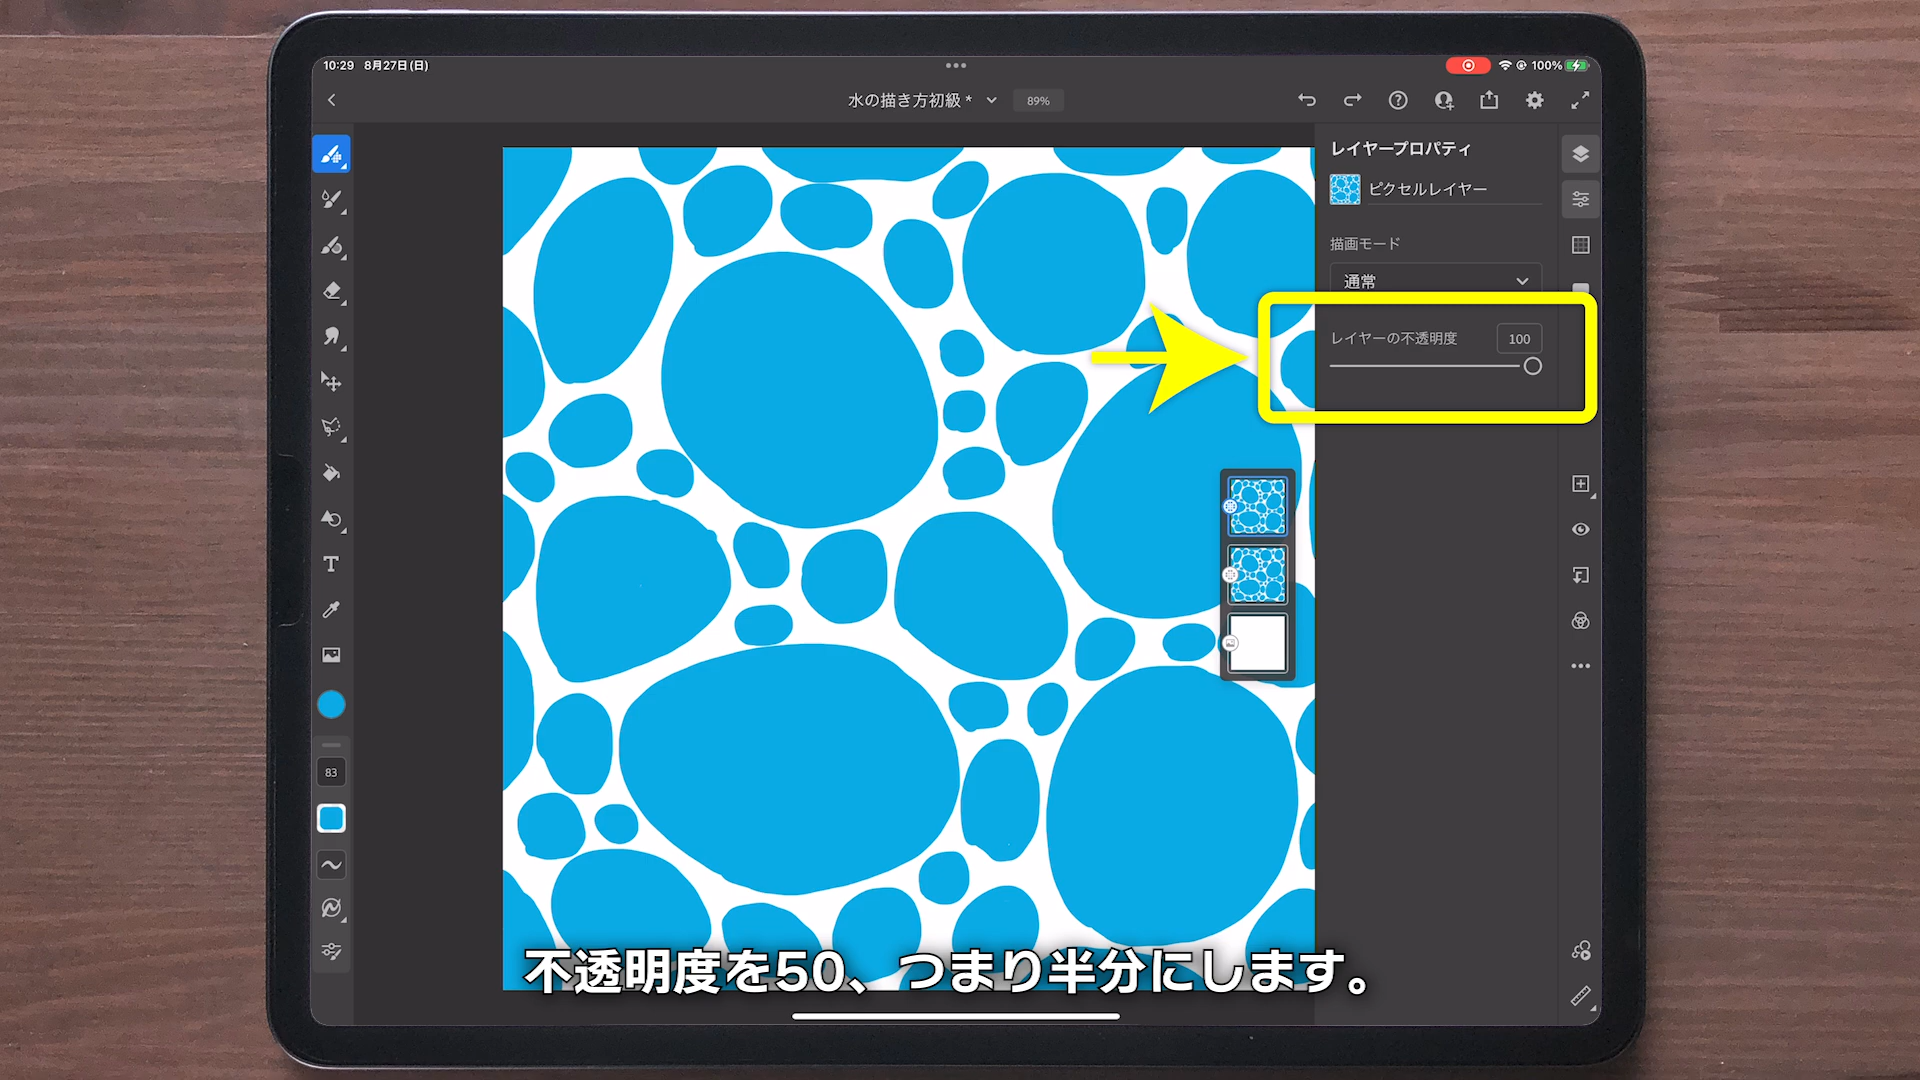 10:29 8月27日(日)
100%
水の描き方初級 *
89%
レイヤープロパティ
ピクセルレイヤー
描画モード
通常
レイヤーの不透明度
100
T
83
不透明度を50、つまり半分にします。